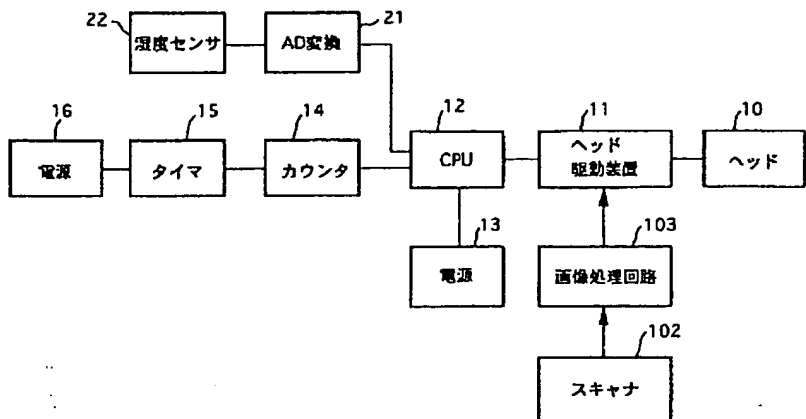 22
湿度センサ
21
AD変換
16
電源
15
タイマ
14
カウンタ
12
CPU
11
ヘッド
駆動装置
10
ヘッド
13
電源
103
画像処理回路
102
スキャナ